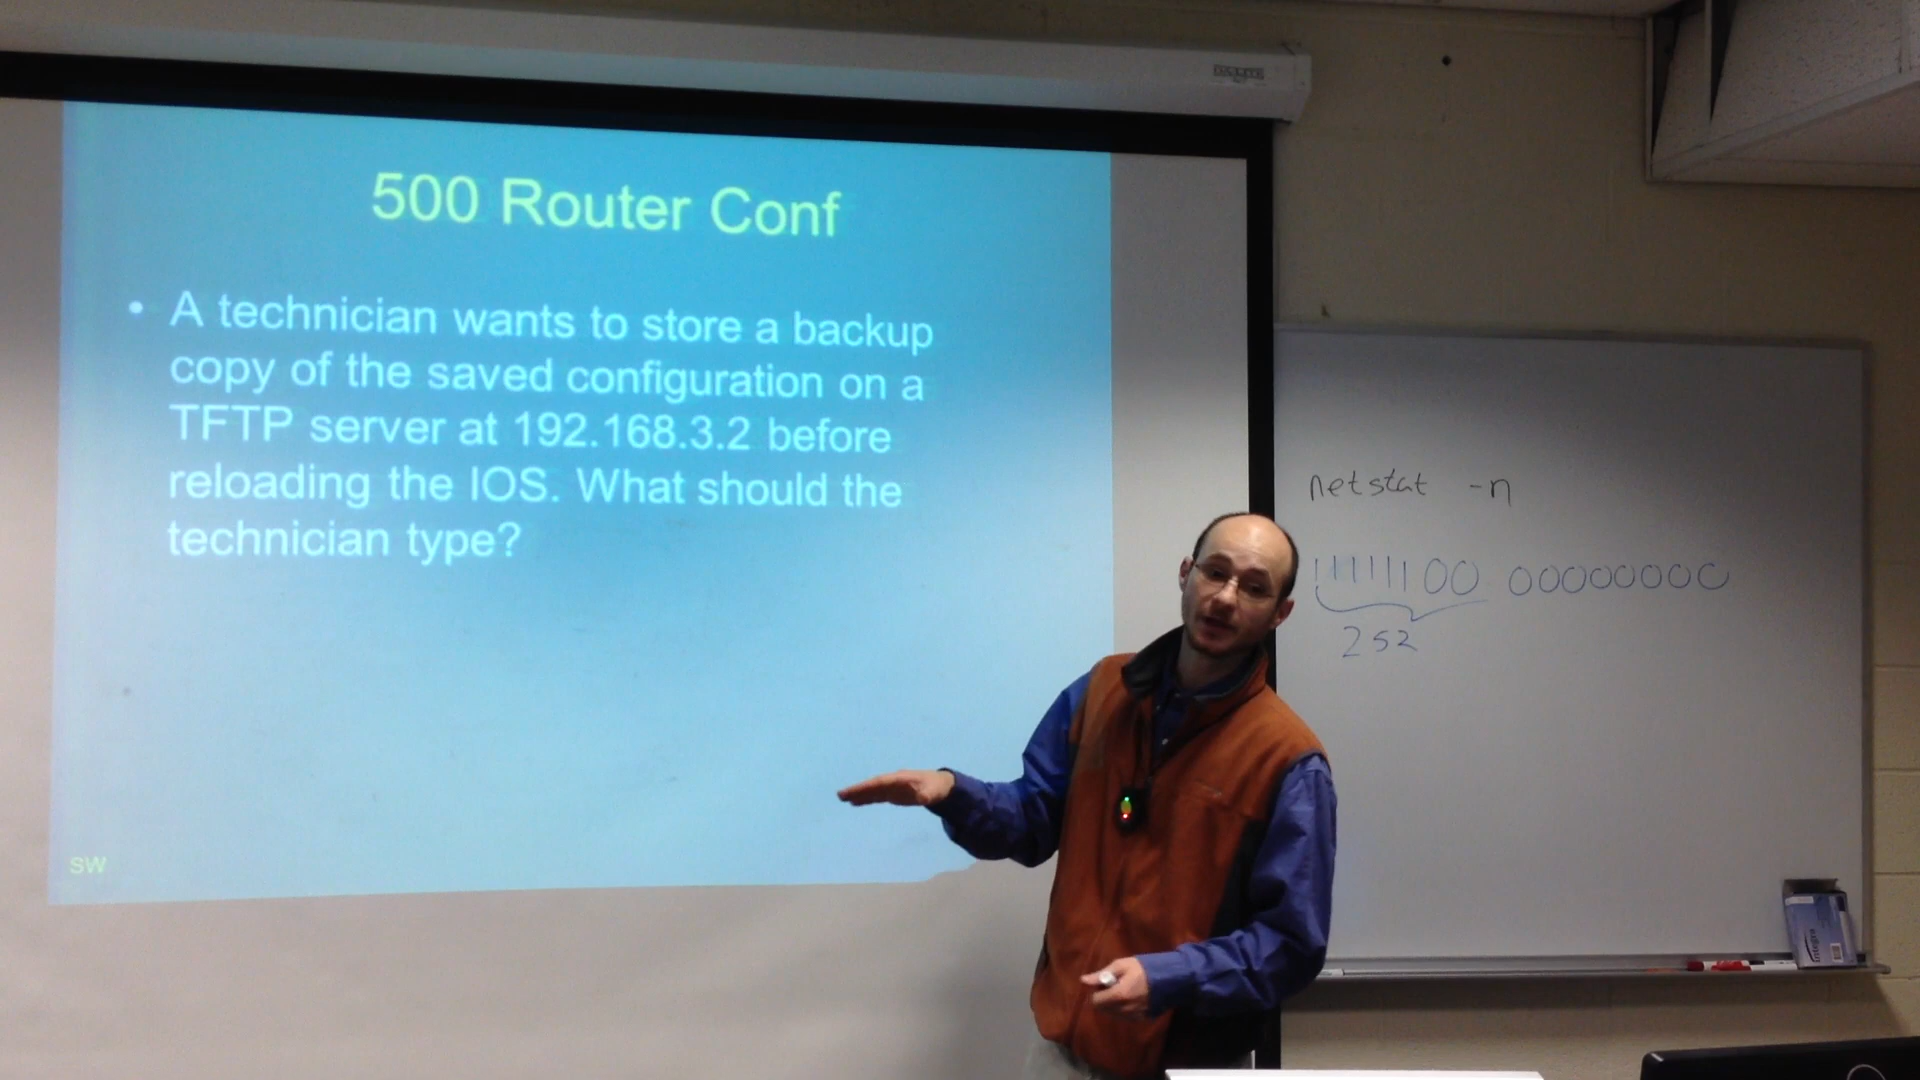 500 Router Conf
• A technician wants to store a backup
copy of the saved configuration on a
TFTP server at 192.168.3.2 before
reloading the IOS. What should the
technician type?
sw
netstat -n
11111100 00000000
252
Integra